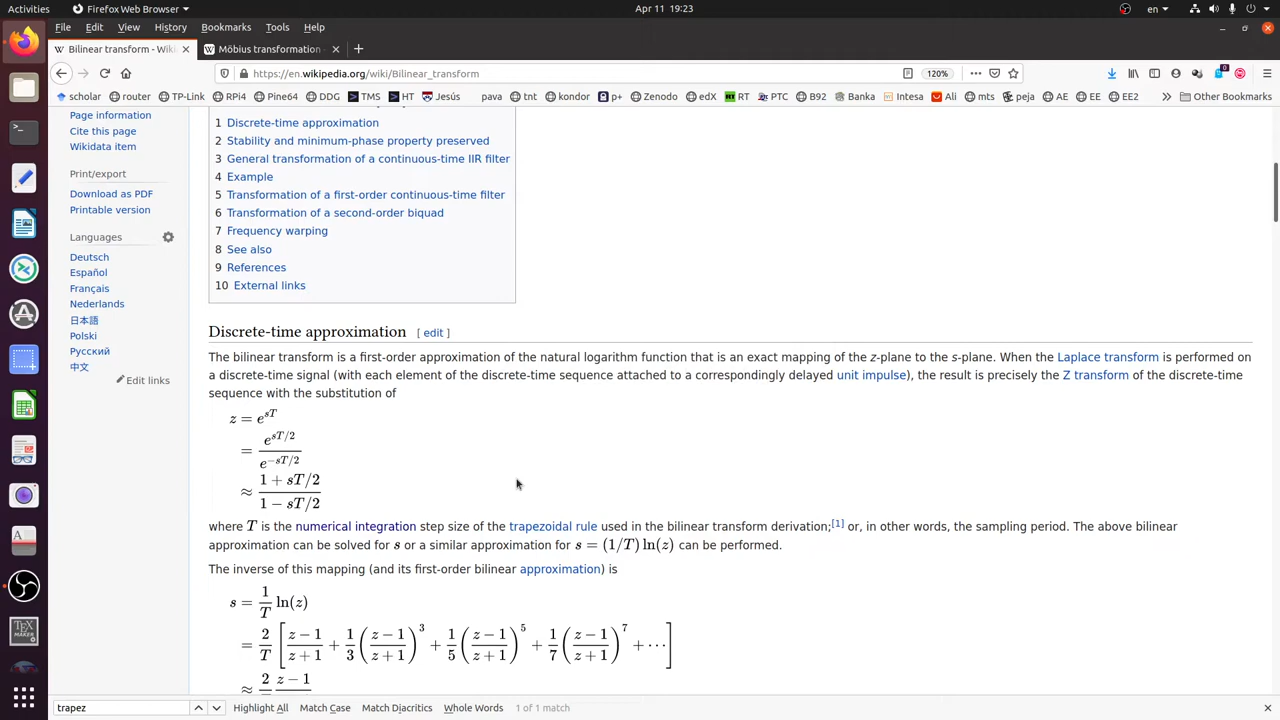 Activities
Firefox Web Browser
Apr 11 19:23
en
File Edit View History Bookmarks Tools Help
Bilinear transform - Wiki
Möbius transformation -
https://en.wikipedia.org/wiki/Bilinear_transform
120%
scholar router TP-Link RPi4 Pine64 DDG TMS HT Jesús pava tnt kondor p+ Zenodo edX RT PTC B92 Banka Intesa Ali mts peja AE EE EE2 Other Bookmarks
Page information
Cite this page
Wikidata item
Print/export
Download as PDF
Printable version
Languages
Deutsch
Español
Français
Nederlands
日本語
Polski
Русский
中文
Edit links
1 Discrete-time approximation
2 Stability and minimum-phase property preserved
3 General transformation of a continuous-time IIR filter
4 Example
5 Transformation of a first-order continuous-time filter
6 Transformation of a second-order biquad
7 Frequency warping
8 See also
9 References
10 External links
Discrete-time approximation [ edit ]
The bilinear transform is a first-order approximation of the natural logarithm function that is an exact mapping of the z-plane to the s-plane. When the Laplace transform is performed on
a discrete-time signal (with each element of the discrete-time sequence attached to a correspondingly delayed unit impulse), the result is precisely the Z transform of the discrete-time
sequence with the substitution of
z = e^{sT}
= e^{sT/2} / e^{−sT/2}
≈ (1 + sT/2) / (1 − sT/2)
where T is the numerical integration step size of the trapezoidal rule used in the bilinear transform derivation;[1] or, in other words, the sampling period. The above bilinear
approximation can be solved for s or a similar approximation for s = (1/T) ln(z) can be performed.
The inverse of this mapping (and its first-order bilinear approximation) is
s = 1/T ln(z)
= 2/T [ (z − 1)/(z + 1) + 1/3 ((z − 1)/(z + 1))^3 + 1/5 ((z − 1)/(z + 1))^5 + 1/7 ((z − 1)/(z + 1))^7 + ⋯ ]
≈ 2 z − 1
trapez
Highlight All Match Case Match Diacritics Whole Words 1 of 1 match